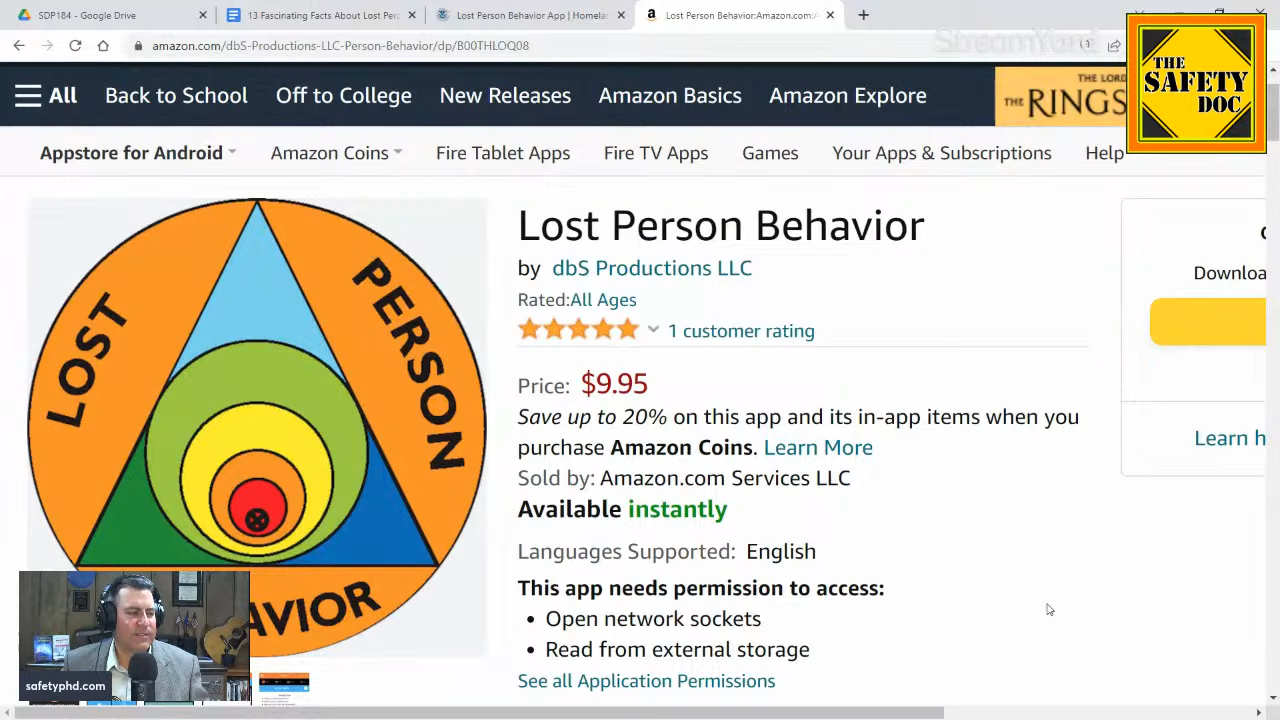 SDP184 - Google Drive
13 Fascinating Facts About Lost Per
Lost Person Behavior App | Homela
Lost Person Behavior:Amazon.com:
amazon.com/dbS-Productions-LLC-Person-Behavior/dp/B00THLOQ08
StreamYard
THE
SAFETY
DOC
All
Back to School
Off to College
New Releases
Amazon Basics
Amazon Explore
THE LORD
THE RINGS
Appstore for Android
Amazon Coins
Fire Tablet Apps
Fire TV Apps
Games
Your Apps & Subscriptions
Help
LOST
PERSON
AVIOR
Lost Person Behavior
by dbS Productions LLC
Rated:All Ages
1 customer rating
Price: $9.95
Save up to 20% on this app and its in-app items when you
purchase Amazon Coins. Learn More
Sold by: Amazon.com Services LLC
Available instantly
Languages Supported: English
This app needs permission to access:
• Open network sockets
• Read from external storage
See all Application Permissions
Downloa
Learn h
safetyphd.com